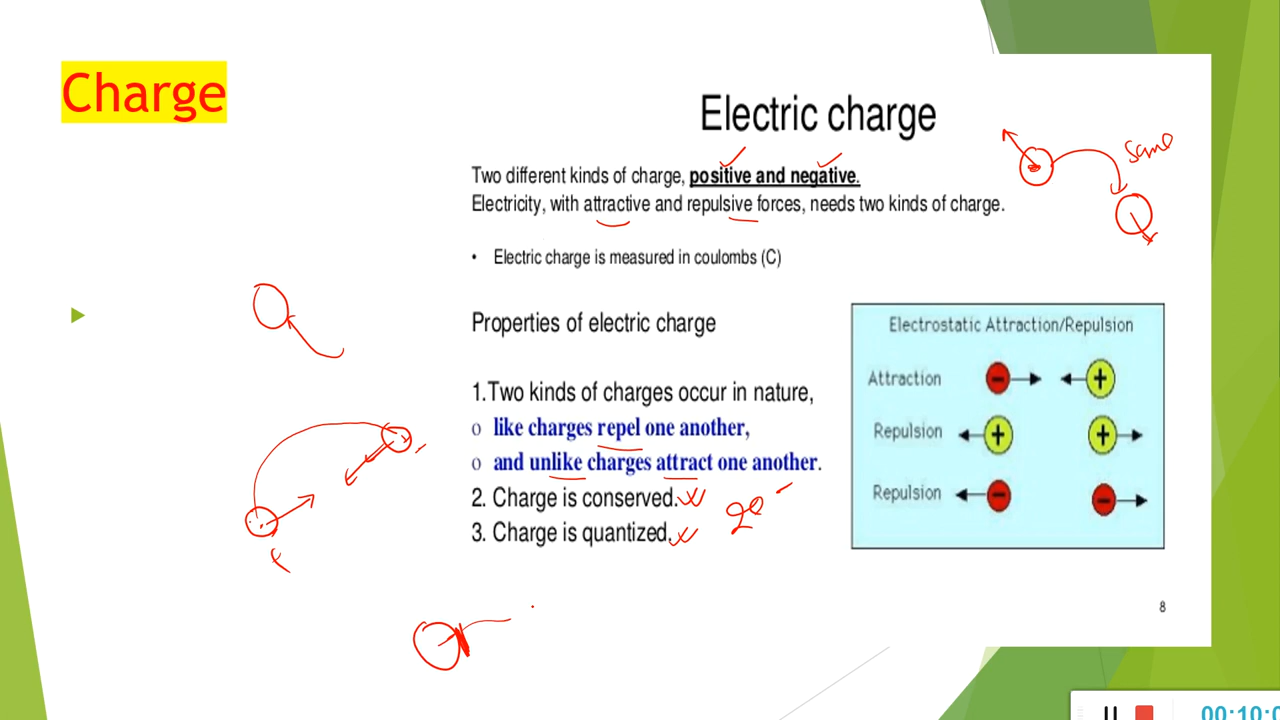 Charge
Electric charge
same
Two different kinds of charge, positive and negative.
Electricity, with attractive and repulsive forces, needs two kinds of charge.
• Electric charge is measured in coulombs (C)
Properties of electric charge
1.Two kinds of charges occur in nature,
o like charges repel one another,
o and unlike charges attract one another.
2. Charge is conserved.
3. Charge is quantized.
Electrostatic Attraction/Repulsion
Attraction - +
Repulsion + +
Repulsion - -
8